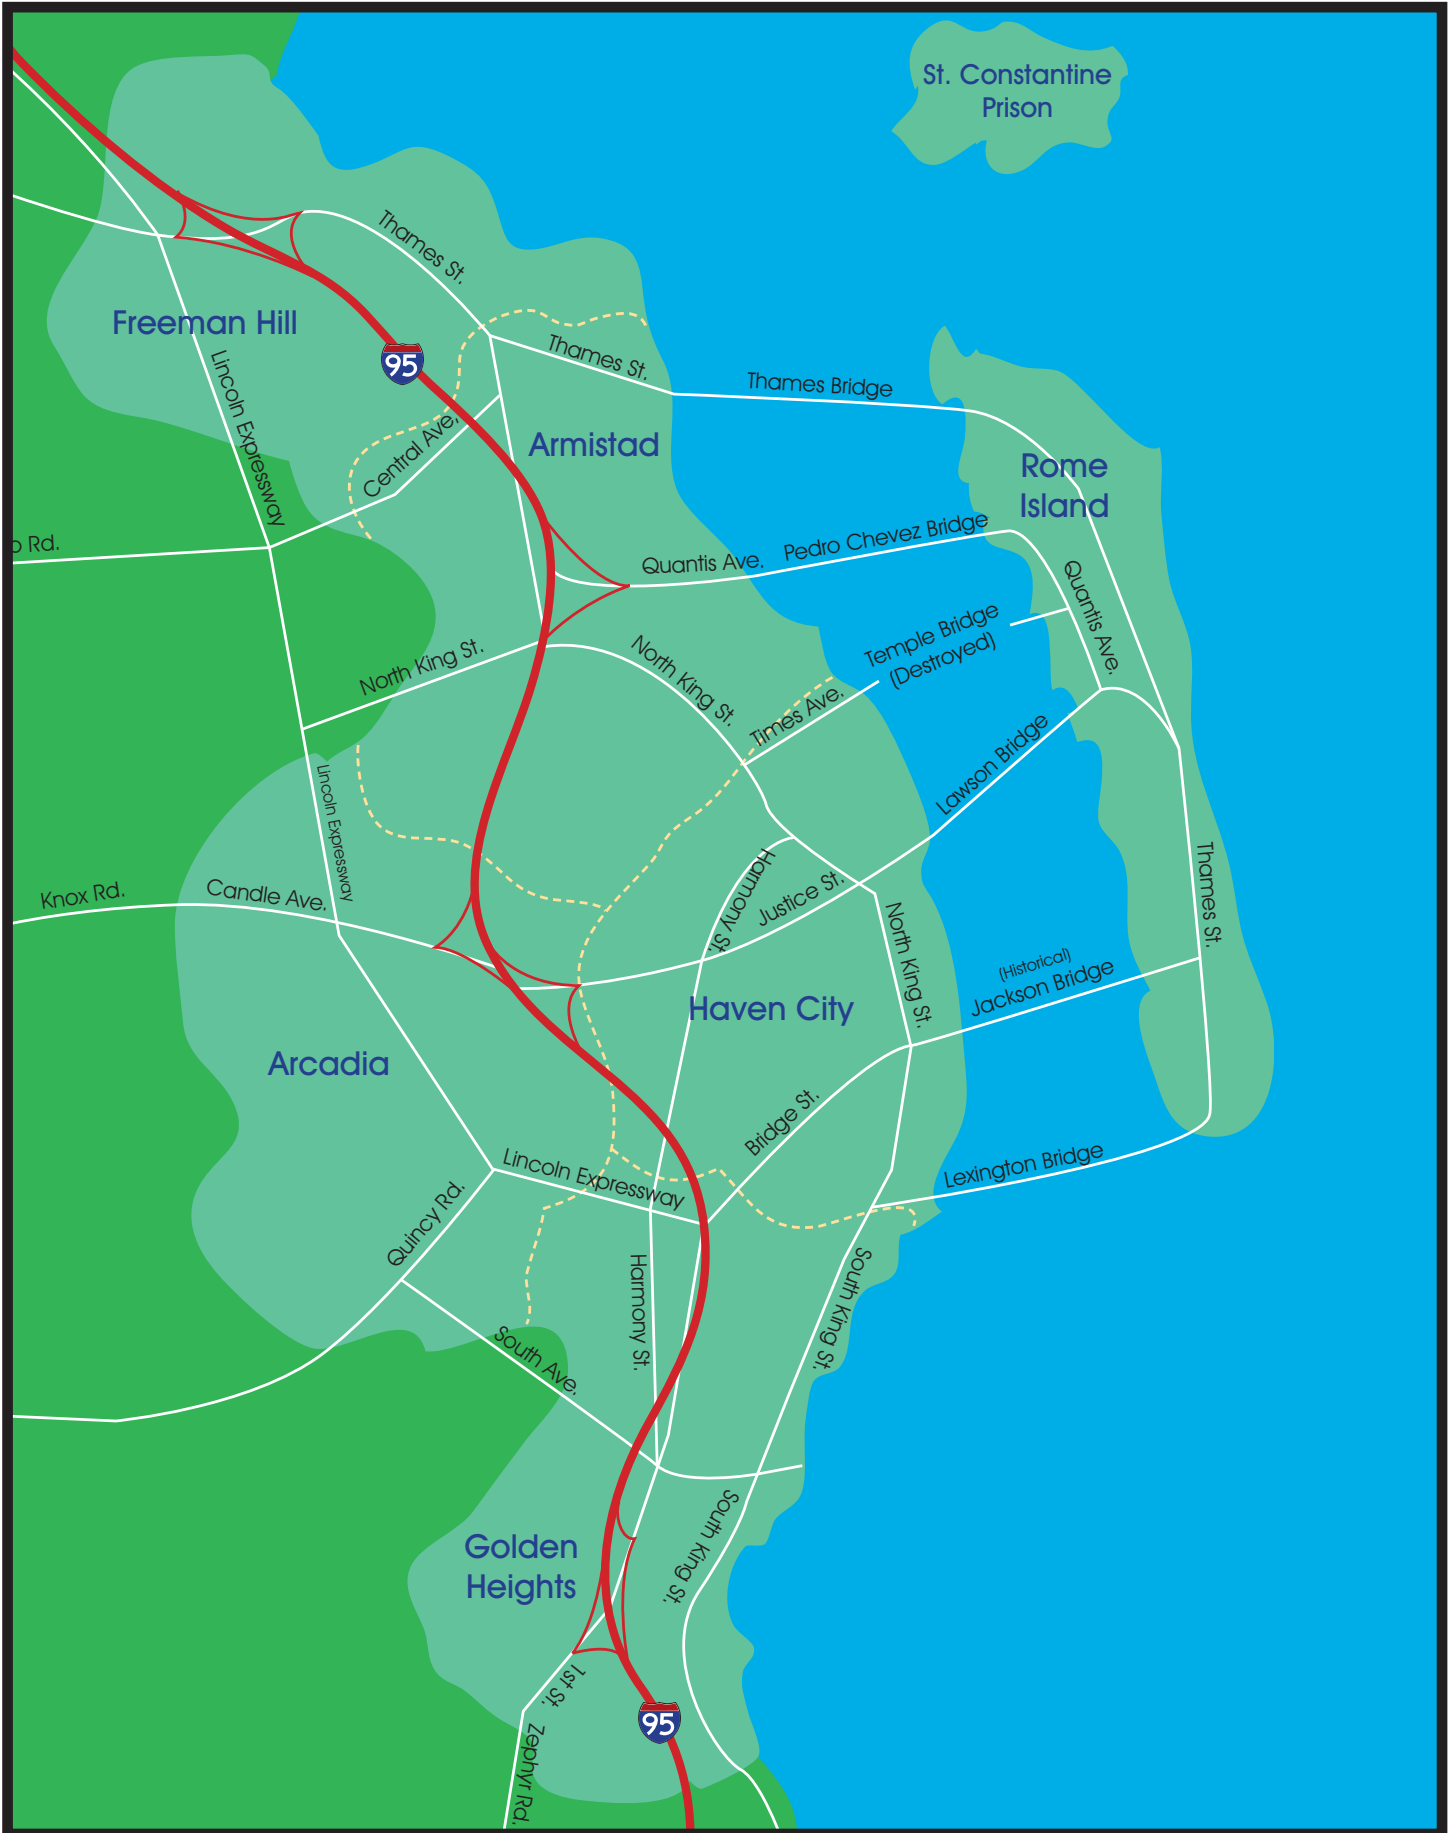 St. Constantine
Prison
Thames St.
Freeman Hill
Lincoln Expressway
95
Thames St.
Thames Bridge
Central Ave,
Armistad
Rome
Island
o Rd.
Quantis Ave.
Pedro Chevez Bridge
Quantis Ave.
Temple Bridge
(Destroyed)
North King St.
North King St.
Times Ave.
Lawson Bridge
Lincoln Expressway
Knox Rd.
Candle Ave.
Harmony St.
Justice St.
North King St.
Thames St.
(Historical)
Jackson Bridge
Haven City
Arcadia
Bridge St.
Lincoln Expressway
Lexington Bridge
Quincy Rd.
Harmony St.
South King St.
South Ave.
South King St.
Golden
Heights
1st St.
95
Zephyr Rd.